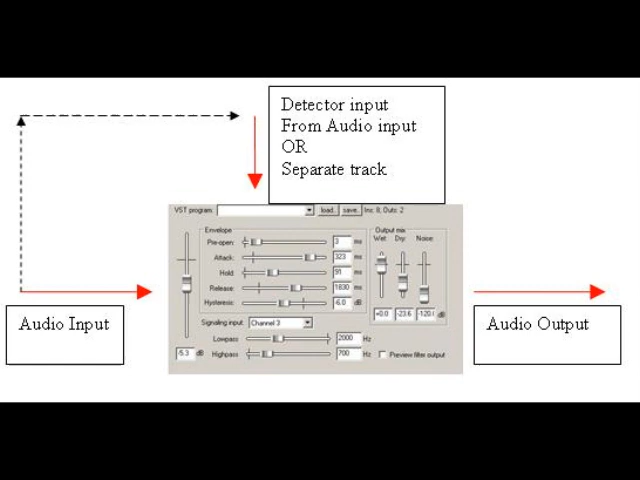 Detector input
From Audio input
OR
Separate track
VST program:
load..
save..
Ins: 8, Outs: 2
Envelope
Pre-open:
3
ms
Attack:
323
ms
Hold:
91
ms
Release:
1830
ms
Hysteresis:
-6.0
dB
Output mix
Wet:
Dry:
Noise:
+0.0
-23.6
-120.(
dB
Signaling input:
Channel 3
Lowpass
2000
Hz
Highpass
700
Hz
Preview filter output
-5.3
dB
Audio Input
Audio Output